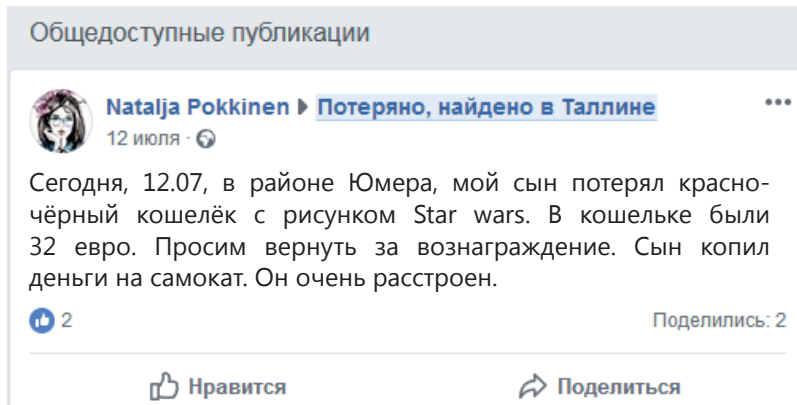 Общедоступные публикации
Natalja Pokkinen Потеряно, найдено в Таллине
12 июля ·
Сегодня, 12.07, в районе Юмера, мой сын потерял красно-
чёрный кошелёк с рисунком Star wars. В кошельке были
32 евро. Просим вернуть за вознаграждение. Сын копил
деньги на самокат. Он очень расстроен.
2 Поделились: 2
Нравится Поделиться